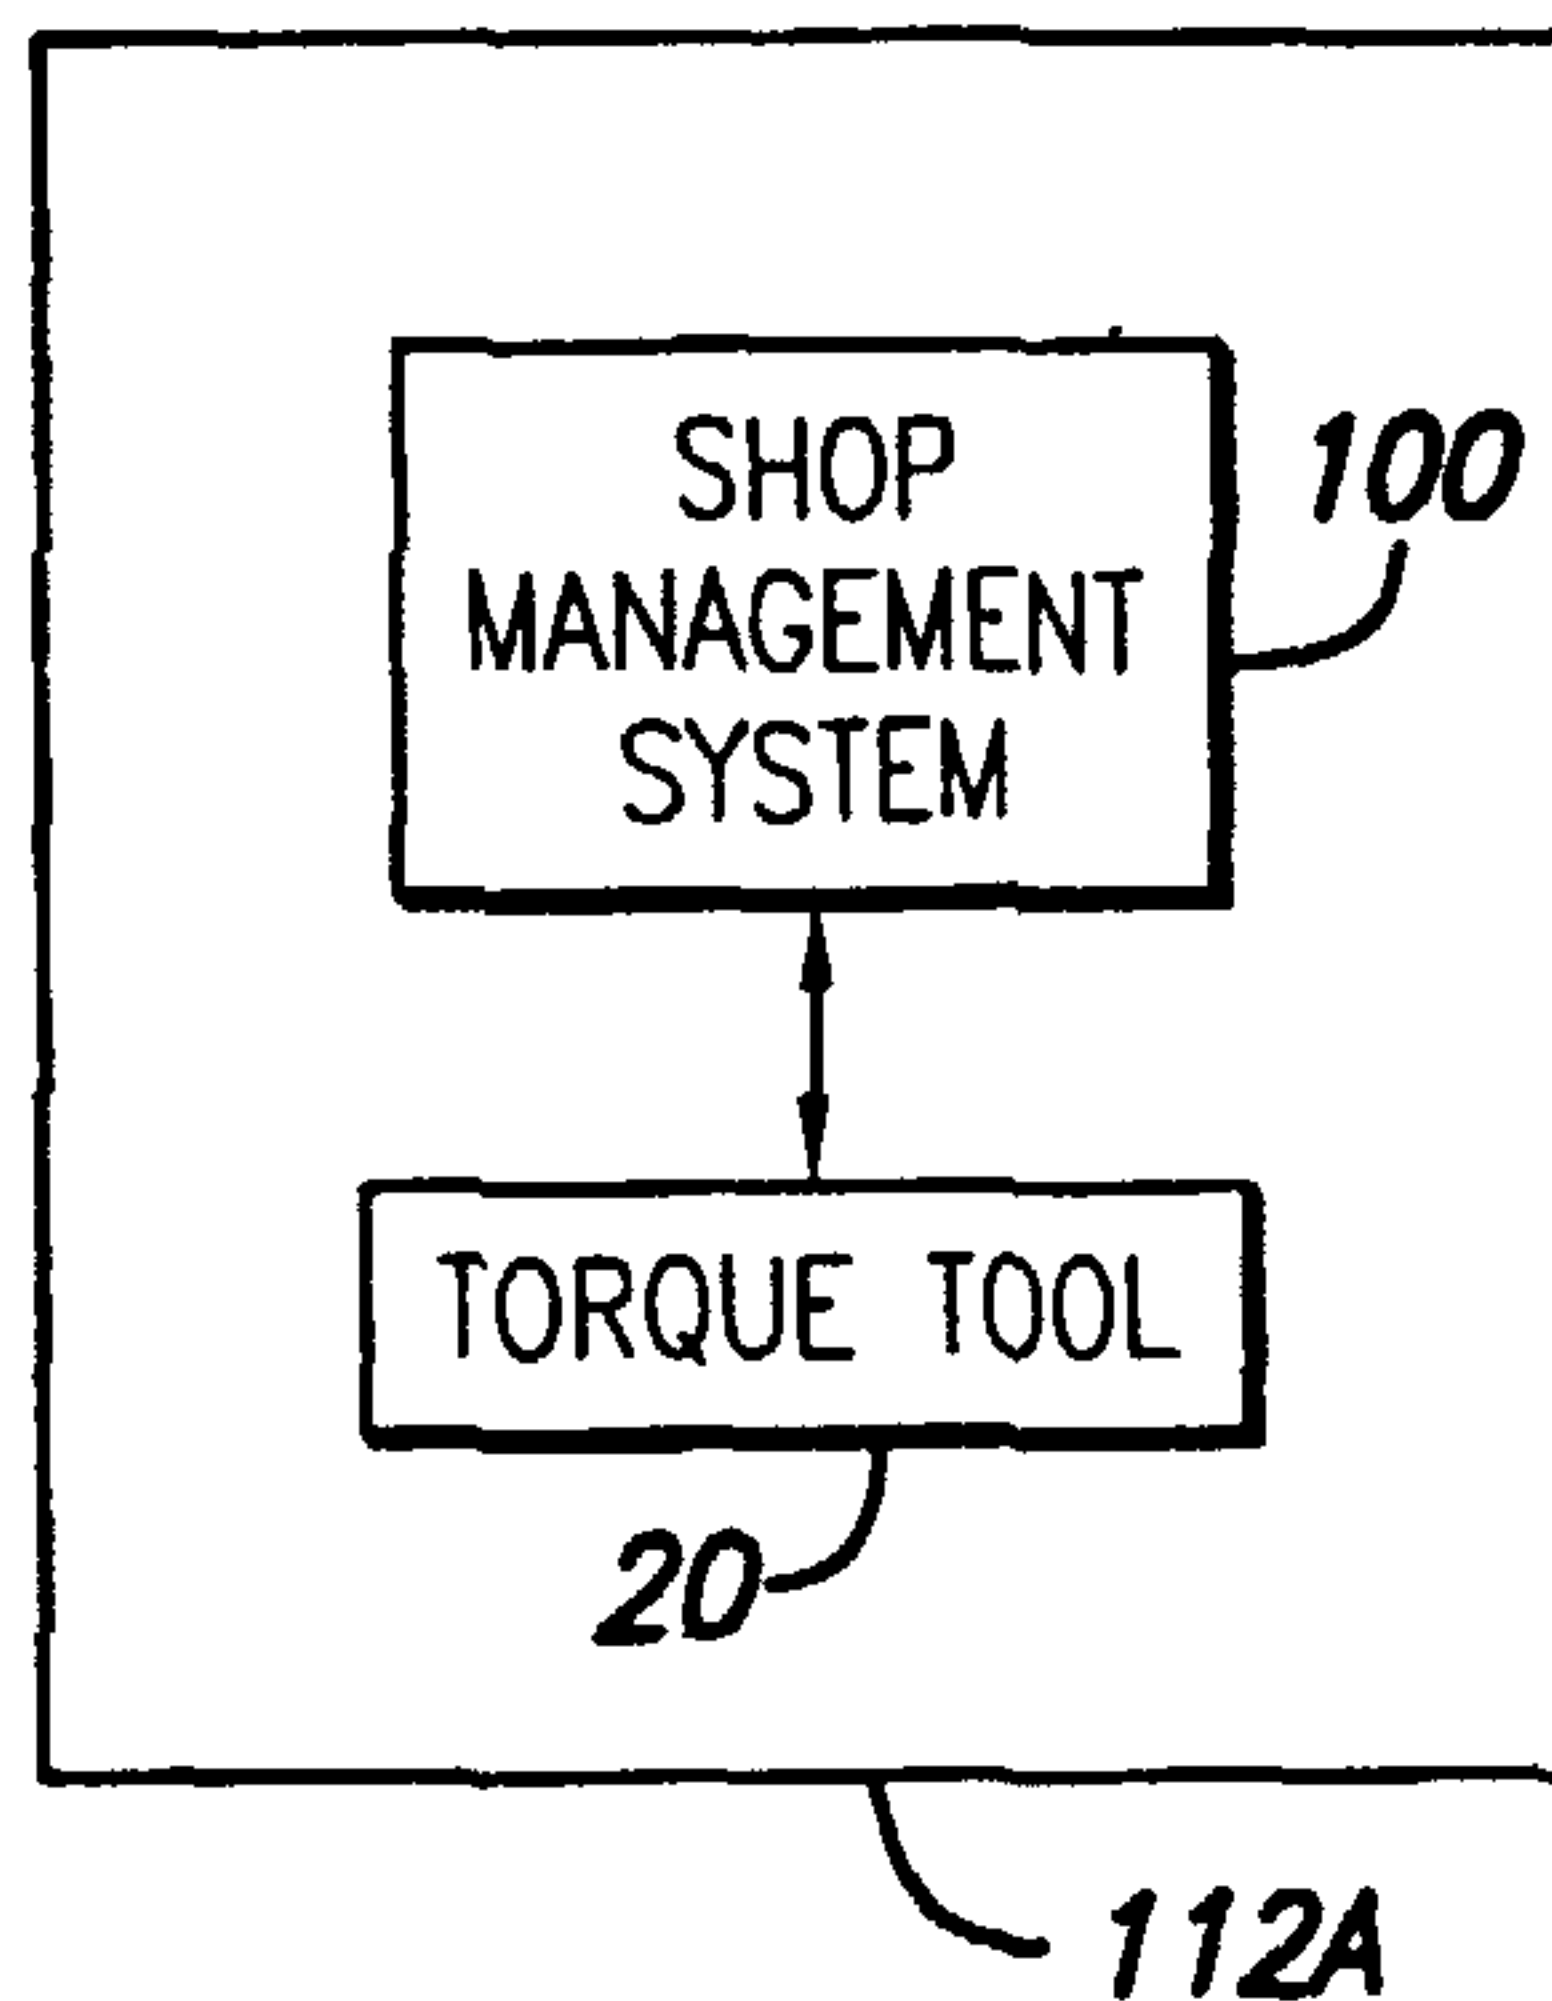 SHOP
MANAGEMENT
SYSTEM
100
TORQUE TOOL
20
112A